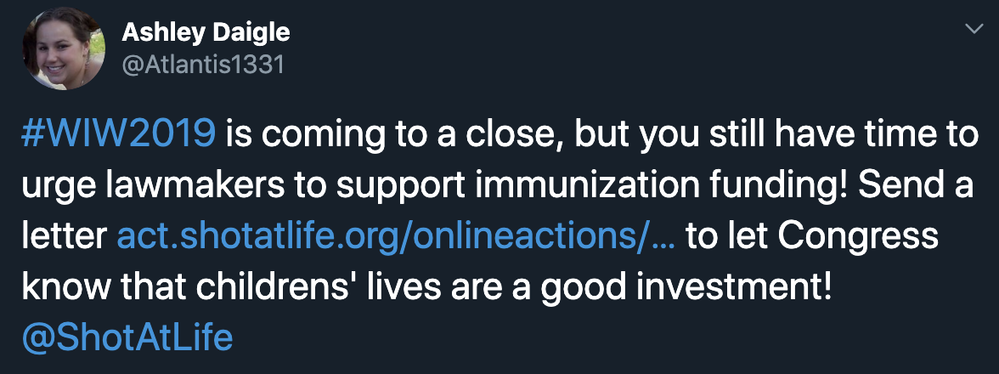 Ashley Daigle
@Atlantis1331
#WIW2019 is coming to a close, but you still have time to
urge lawmakers to support immunization funding! Send a
letter act.shotatlife.org/onlineactions/... to let Congress
know that childrens' lives are a good investment!
@ShotAtLife